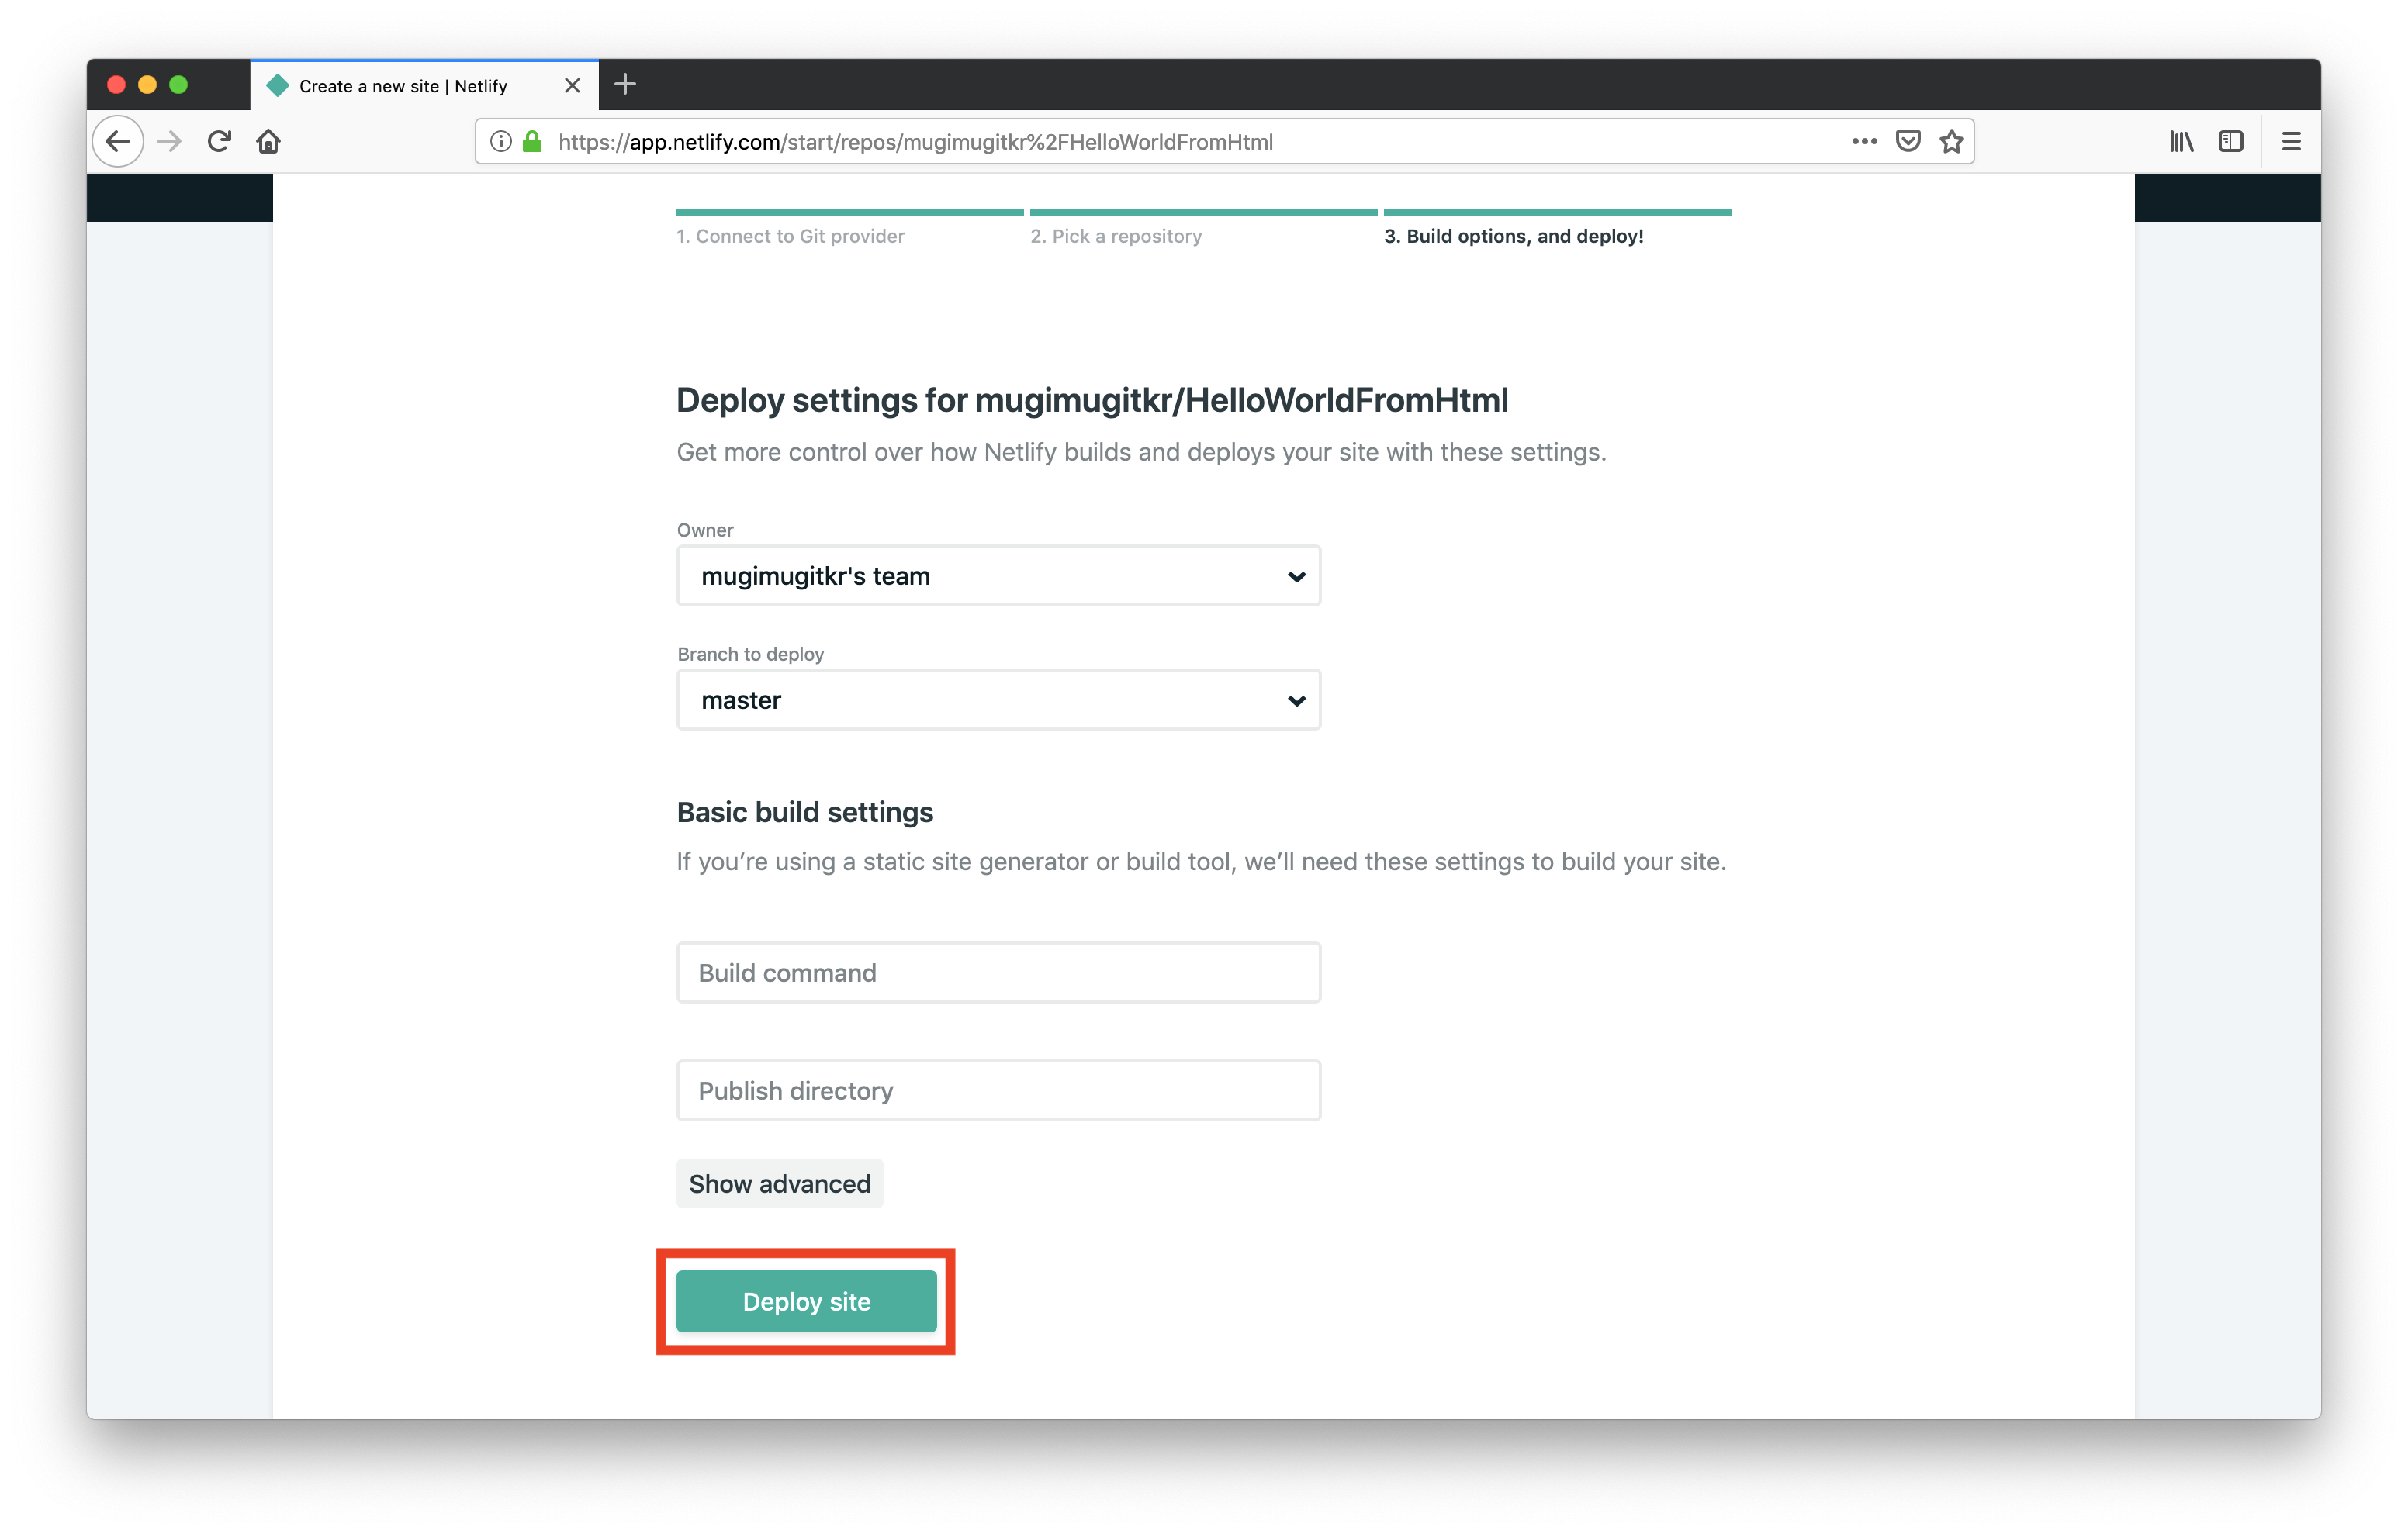 Create a new site | Netlify
https://app.netlify.com/start/repos/mugimugitkr%2FHelloWorldFromHtml
1. Connect to Git provider
2. Pick a repository
3. Build options, and deploy!
Deploy settings for mugimugitkr/HelloWorldFromHtml
Get more control over how Netlify builds and deploys your site with these settings.
Owner
mugimugitkr's team
Branch to deploy
master
Basic build settings
If you’re using a static site generator or build tool, we’ll need these settings to build your site.
Build command
Publish directory
Show advanced
Deploy site